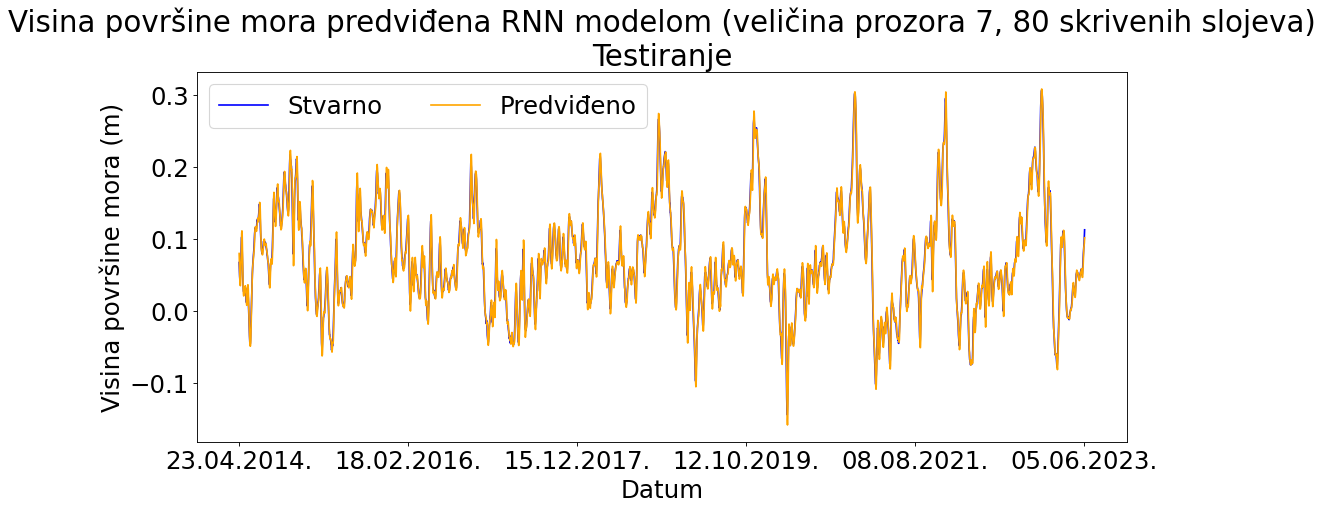 Visina površine mora predviđena RNN modelom (veličina prozora 7, 80 skrivenih slojeva)
Testiranje
Stvarno
Predviđeno
Visina površine mora (m)
0.3
0.2
0.1
0.0
−0.1
23.04.2014.
18.02.2016.
15.12.2017.
12.10.2019.
08.08.2021.
05.06.2023.
Datum